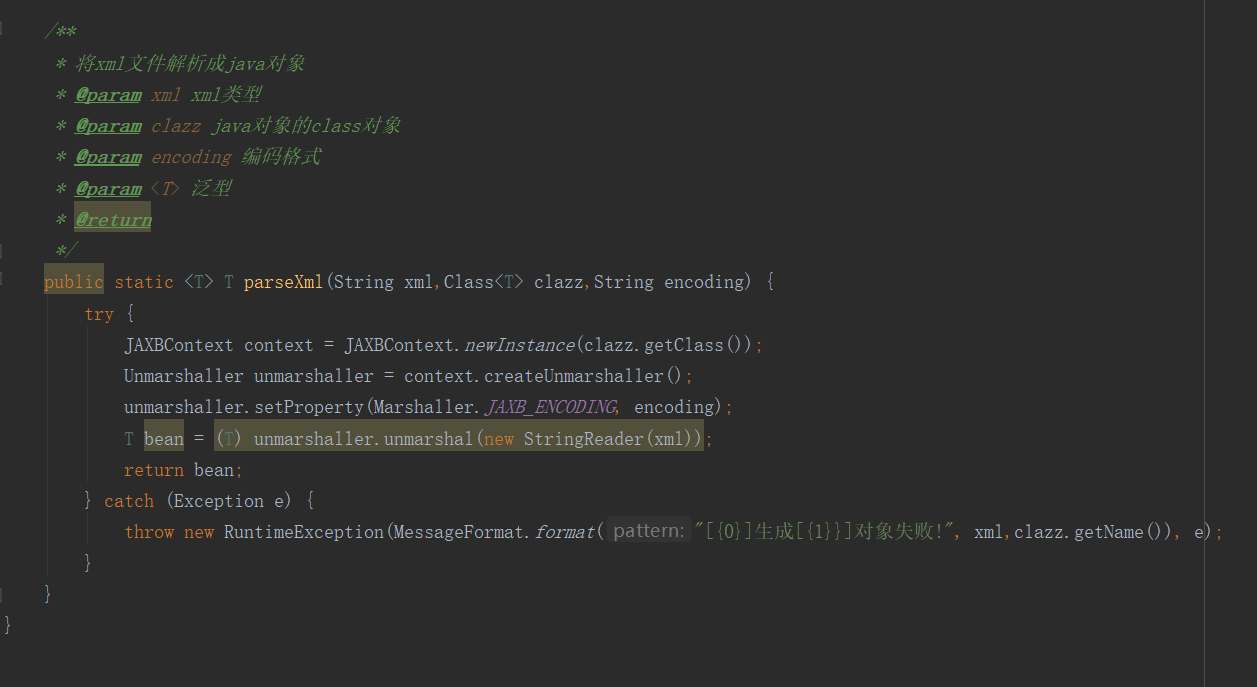 /**
 * 将xml文件解析成java对象
 * @param xml xml类型
 * @param clazz java对象的class对象
 * @param encoding 编码格式
 * @param <T> 泛型
 * @return
 */
public static <T> T parseXml(String xml,Class<T> clazz,String encoding) {
    try {
        JAXBContext context = JAXBContext.newInstance(clazz.getClass());
        Unmarshaller unmarshaller = context.createUnmarshaller();
        unmarshaller.setProperty(Marshaller.JAXB_ENCODING, encoding);
        T bean = (T) unmarshaller.unmarshal(new StringReader(xml));
        return bean;
    } catch (Exception e) {
        throw new RuntimeException(MessageFormat.format( pattern: "[{0}]生成[{1}}]对象失败!", xml,clazz.getName()), e);
    }
}
}